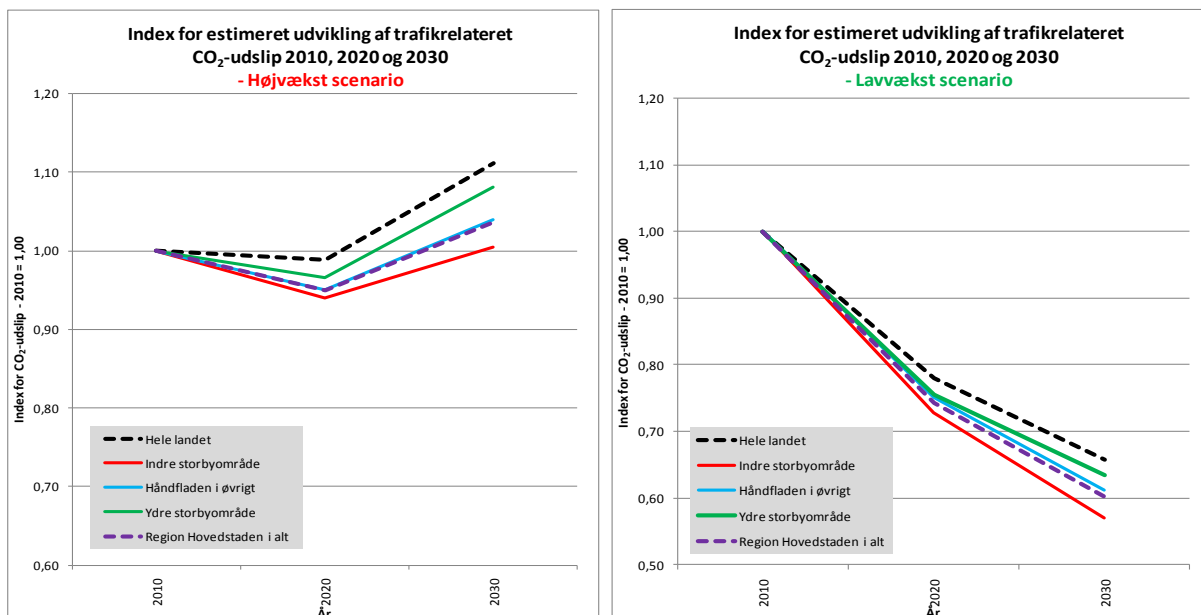 Index for estimeret udvikling af trafikrelateret
CO₂-udslip 2010, 2020 og 2030
- Højvækst scenario
1,20
1,10
1,00
0,90
0,80
0,70
0,60
Index for CO₂-udslip - 2010 = 1,00
Hele landet
Indre storbyområde
Håndfladen i øvrigt
Ydre storbyområde
Region Hovedstaden i alt
2010
2020
2030
År
Index for estimeret udvikling af trafikrelateret
CO₂-udslip 2010, 2020 og 2030
- Lavvækst scenario
1,20
1,10
1,00
0,90
0,80
0,70
0,60
0,50
Index for CO₂-udslip - 2010 = 1,00
Hele landet
Indre storbyområde
Håndfladen i øvrigt
Ydre storbyområde
Region Hovedstaden i alt
2010
2020
2030
År